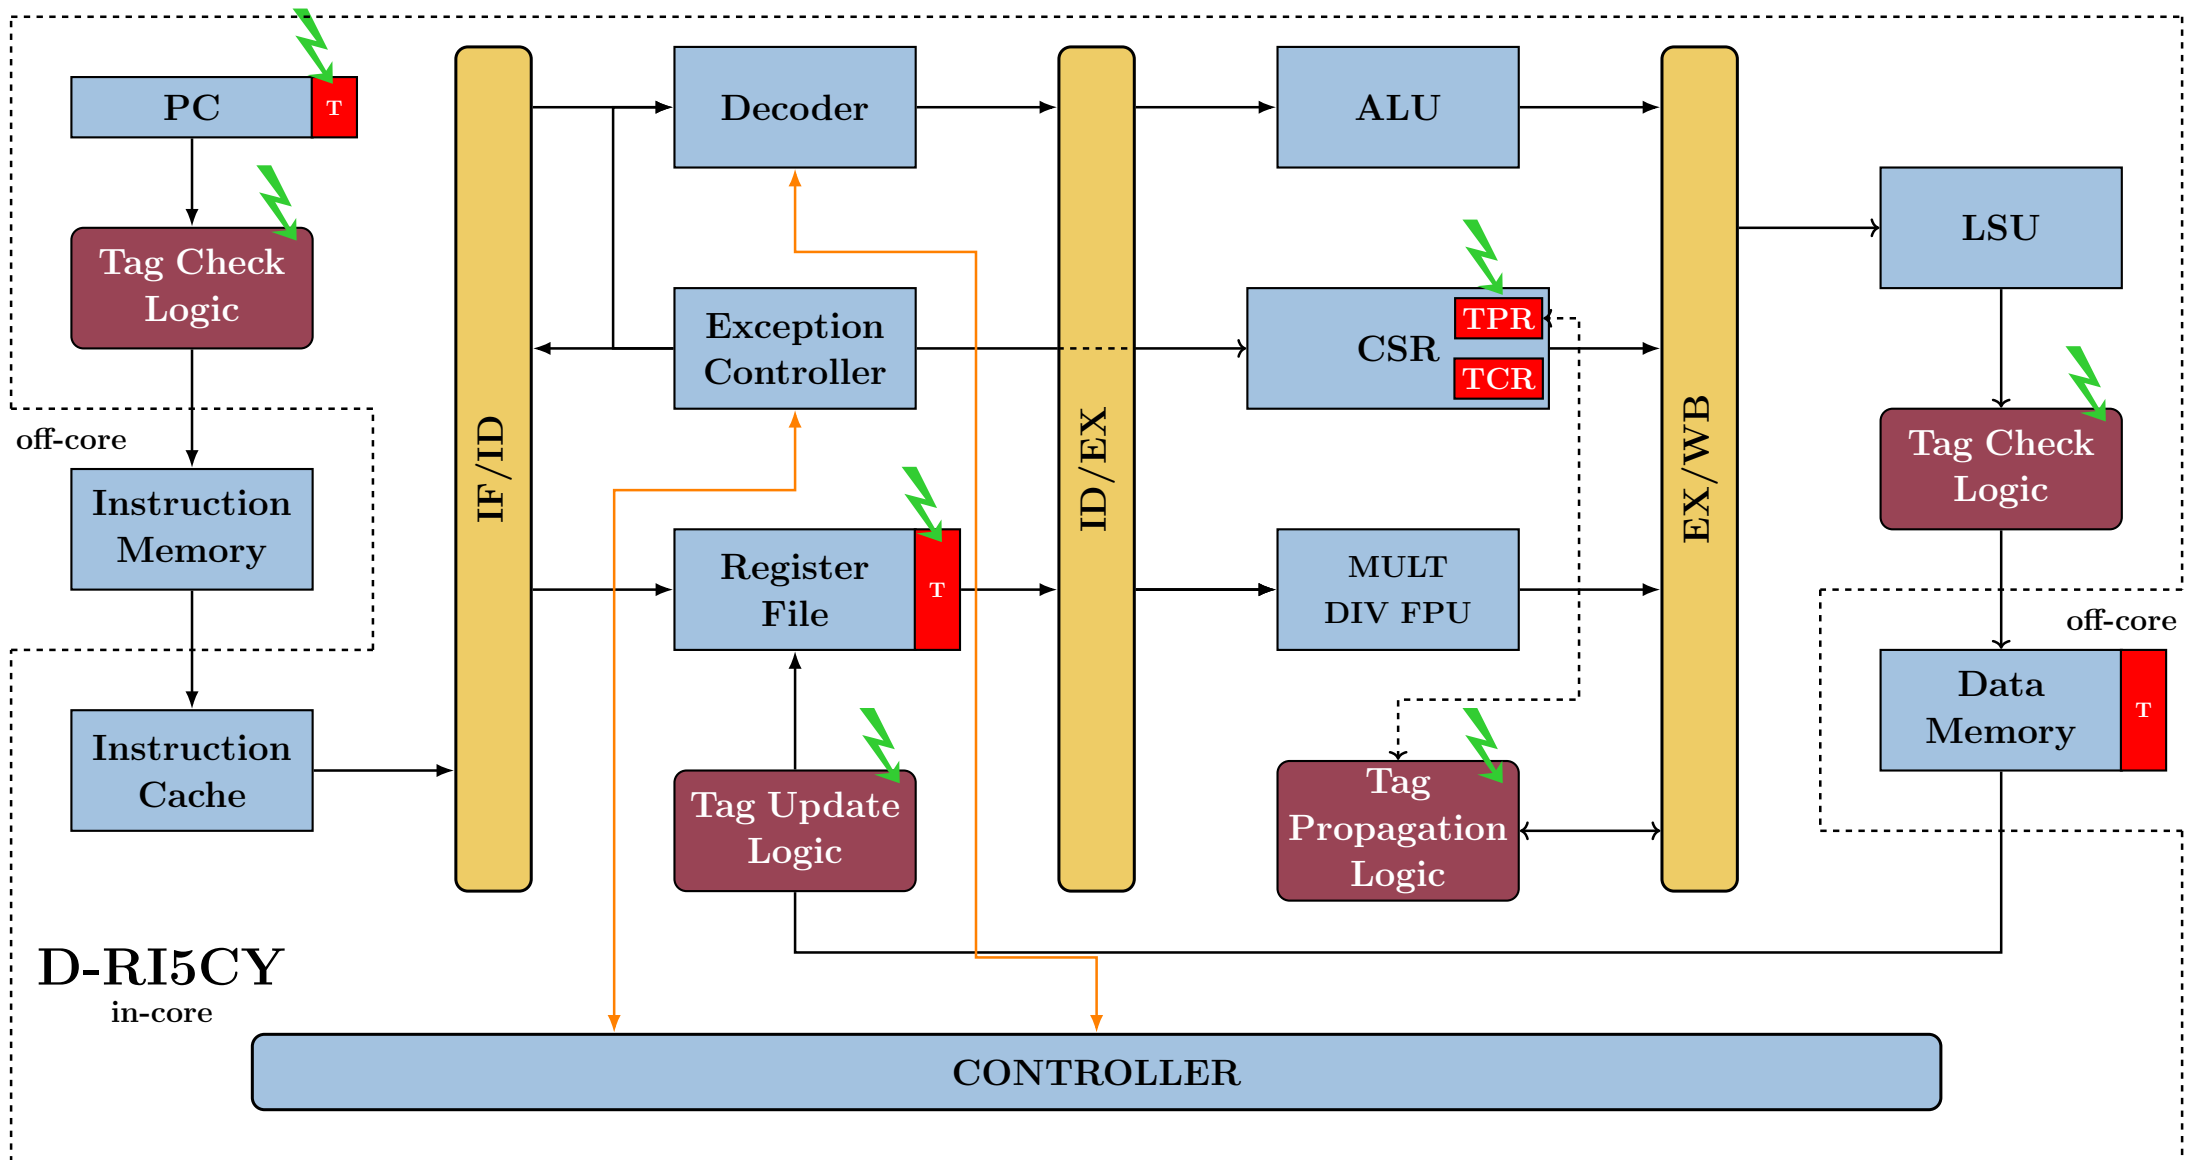 PC
T
Tag Check
Logic
off-core
Instruction
Memory
Instruction
Cache
D-RI5CY
in-core
IF/ID
Decoder
Exception
Controller
Register
File
T
Tag Update
Logic
ID/EX
ALU
CSR
TPR
TCR
MULT
DIV FPU
Tag
Propagation
Logic
EX/WB
LSU
Tag Check
Logic
off-core
Data
Memory
T
CONTROLLER